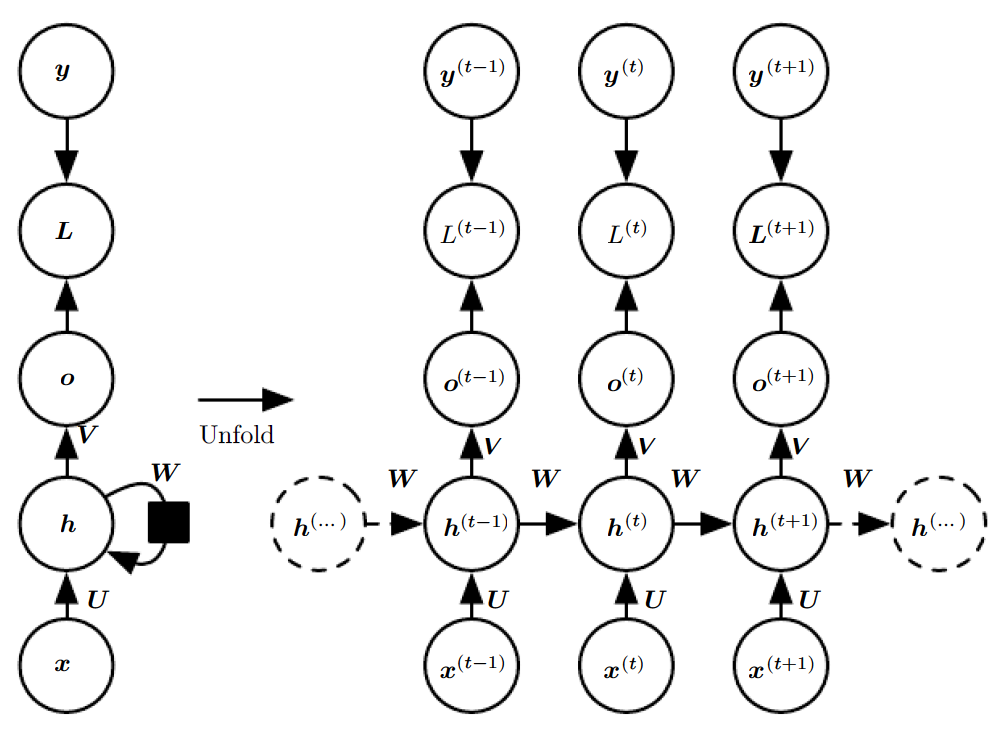 y y^(t−1) y^(t) y^(t+1)
L L^(t−1) L^(t) L^(t+1)
o o^(t−1) o^(t) o^(t+1)
Unfold
V V V V
W W W W W
h h^(...) h^(t−1) h^(t) h^(t+1) h^(...)
U U U U
x x^(t−1) x^(t) x^(t+1)